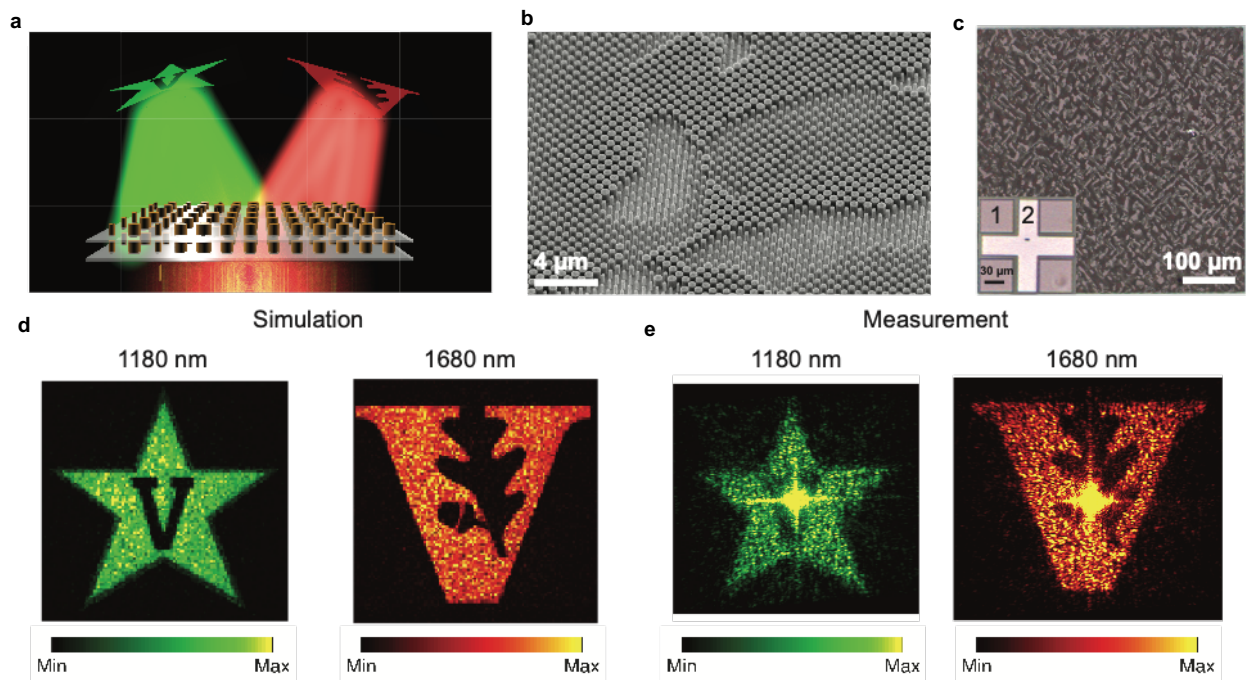 a
b
c
4 µm
1 2
30 µm
100 µm
d
Simulation
e
Measurement
1180 nm
1680 nm
1180 nm
1680 nm
V
Min Max
Min Max
Min Max
Min Max